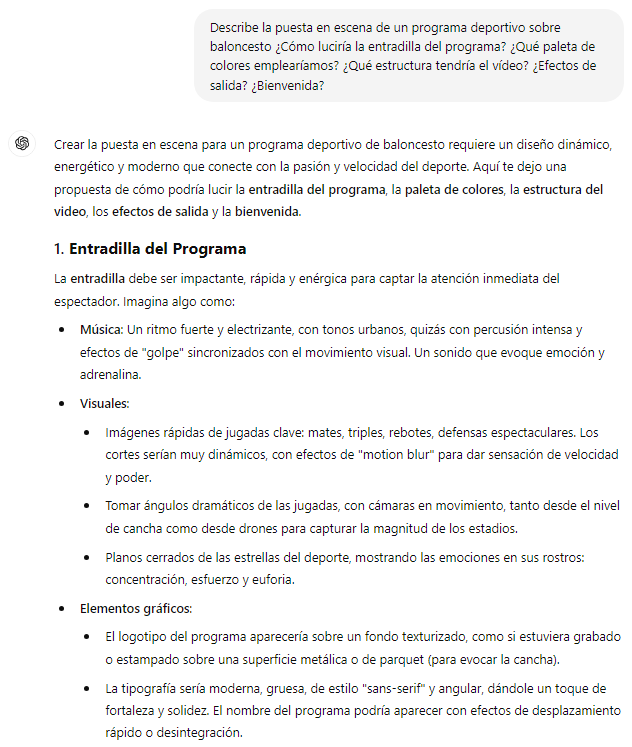 Describe la puesta en escena de un programa deportivo sobre
baloncesto ¿Cómo luciría la entradilla del programa? ¿Qué paleta de
colores emplearíamos? ¿Qué estructura tendría el vídeo? ¿Efectos de
salida? ¿Bienvenida?
Crear la puesta en escena para un programa deportivo de baloncesto requiere un diseño dinámico,
energético y moderno que conecte con la pasión y velocidad del deporte. Aquí te dejo una
propuesta de cómo podría lucir la entradilla del programa, la paleta de colores, la estructura del
video, los efectos de salida y la bienvenida.
1. Entradilla del Programa
La entradilla debe ser impactante, rápida y enérgica para captar la atención inmediata del
espectador. Imagina algo como:
• Música: Un ritmo fuerte y electrizante, con tonos urbanos, quizás con percusión intensa y
efectos de "golpe" sincronizados con el movimiento visual. Un sonido que evoque emoción y
adrenalina.
• Visuales:
• Imágenes rápidas de jugadas clave: mates, triples, rebotes, defensas espectaculares. Los
cortes serían muy dinámicos, con efectos de "motion blur" para dar sensación de velocidad
y poder.
• Tomar ángulos dramáticos de las jugadas, con cámaras en movimiento, tanto desde el nivel
de cancha como desde drones para capturar la magnitud de los estadios.
• Planos cerrados de las estrellas del deporte, mostrando las emociones en sus rostros:
concentración, esfuerzo y euforia.
• Elementos gráficos:
• El logotipo del programa aparecería sobre un fondo texturizado, como si estuviera grabado
o estampado sobre una superficie metálica o de parquet (para evocar la cancha).
• La tipografía sería moderna, gruesa, de estilo "sans-serif" y angular, dándole un toque de
fortaleza y solidez. El nombre del programa podría aparecer con efectos de desplazamiento
rápido o desintegración.